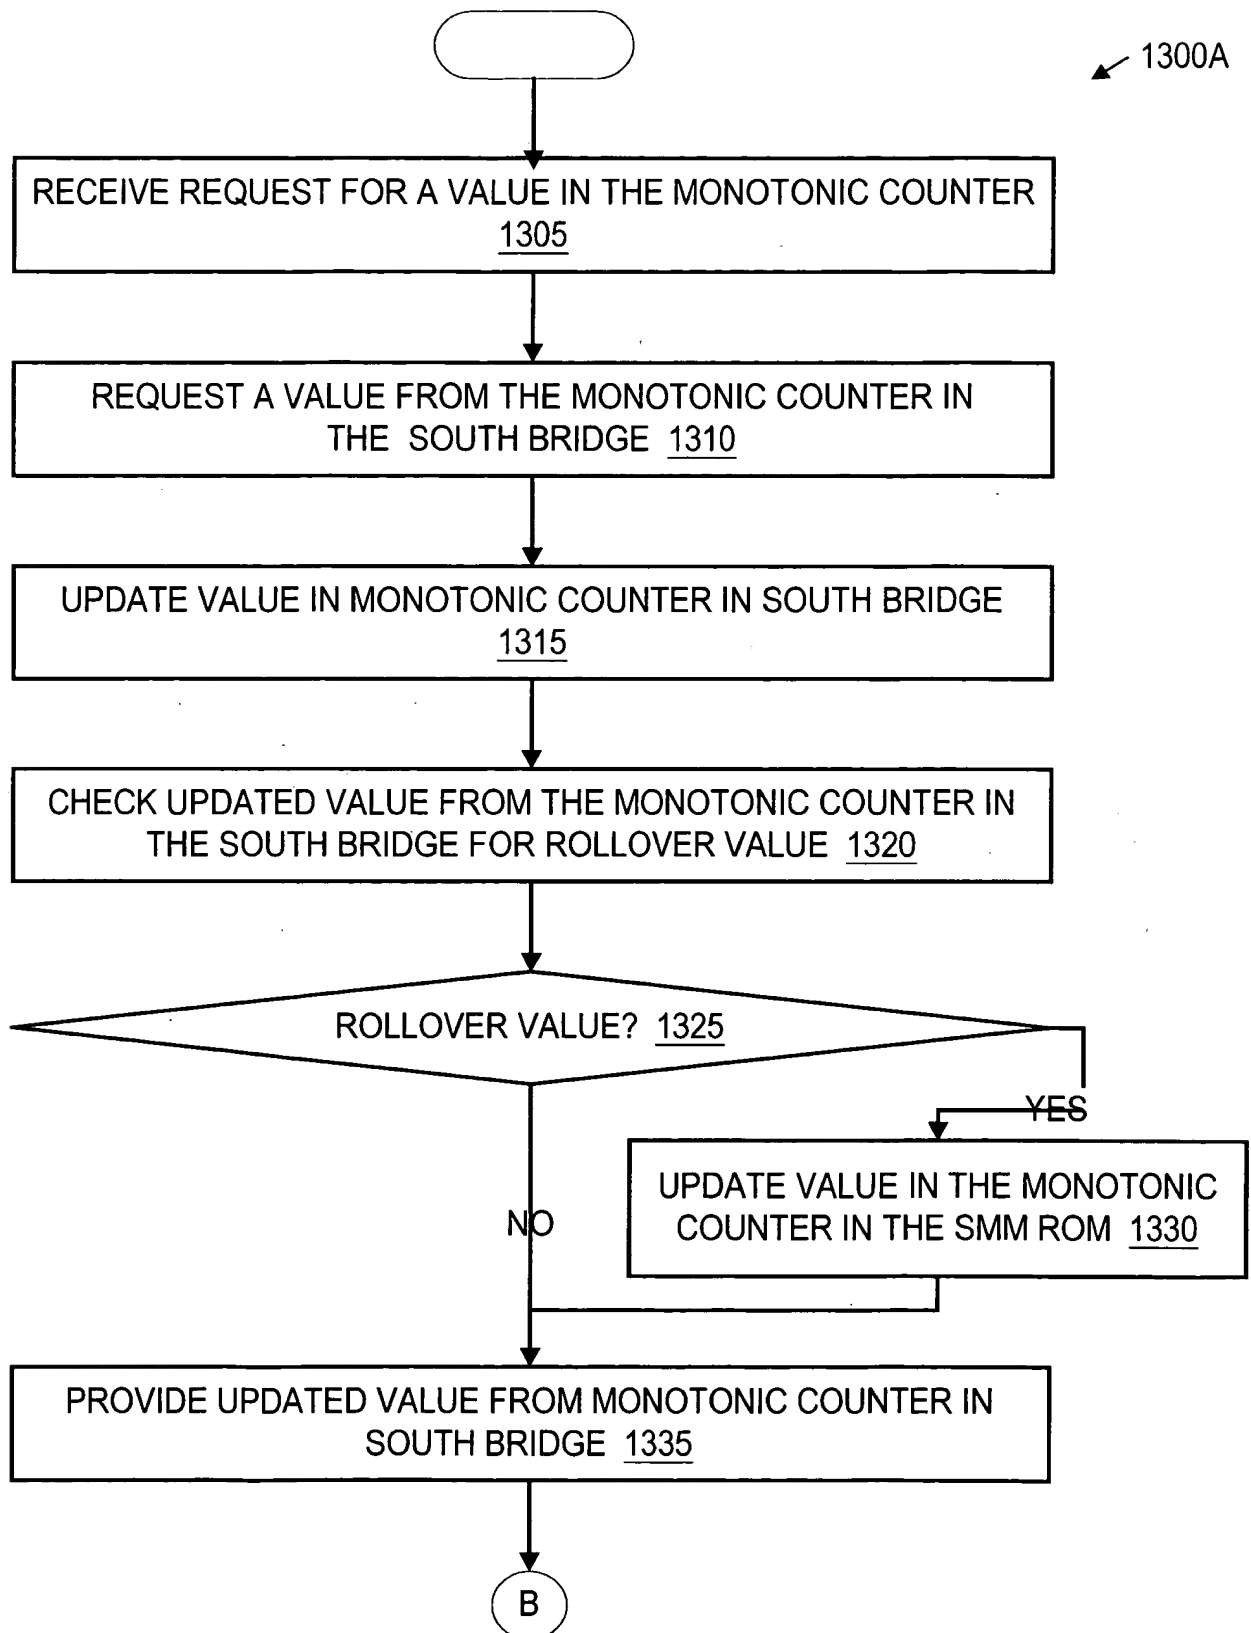 1300A
RECEIVE REQUEST FOR A VALUE IN THE MONOTONIC COUNTER
1305
REQUEST A VALUE FROM THE MONOTONIC COUNTER IN
THE SOUTH BRIDGE 1310
UPDATE VALUE IN MONOTONIC COUNTER IN SOUTH BRIDGE
1315
CHECK UPDATED VALUE FROM THE MONOTONIC COUNTER IN
THE SOUTH BRIDGE FOR ROLLOVER VALUE 1320
ROLLOVER VALUE? 1325
YES
UPDATE VALUE IN THE MONOTONIC
COUNTER IN THE SMM ROM 1330
NO
PROVIDE UPDATED VALUE FROM MONOTONIC COUNTER IN
SOUTH BRIDGE 1335
B